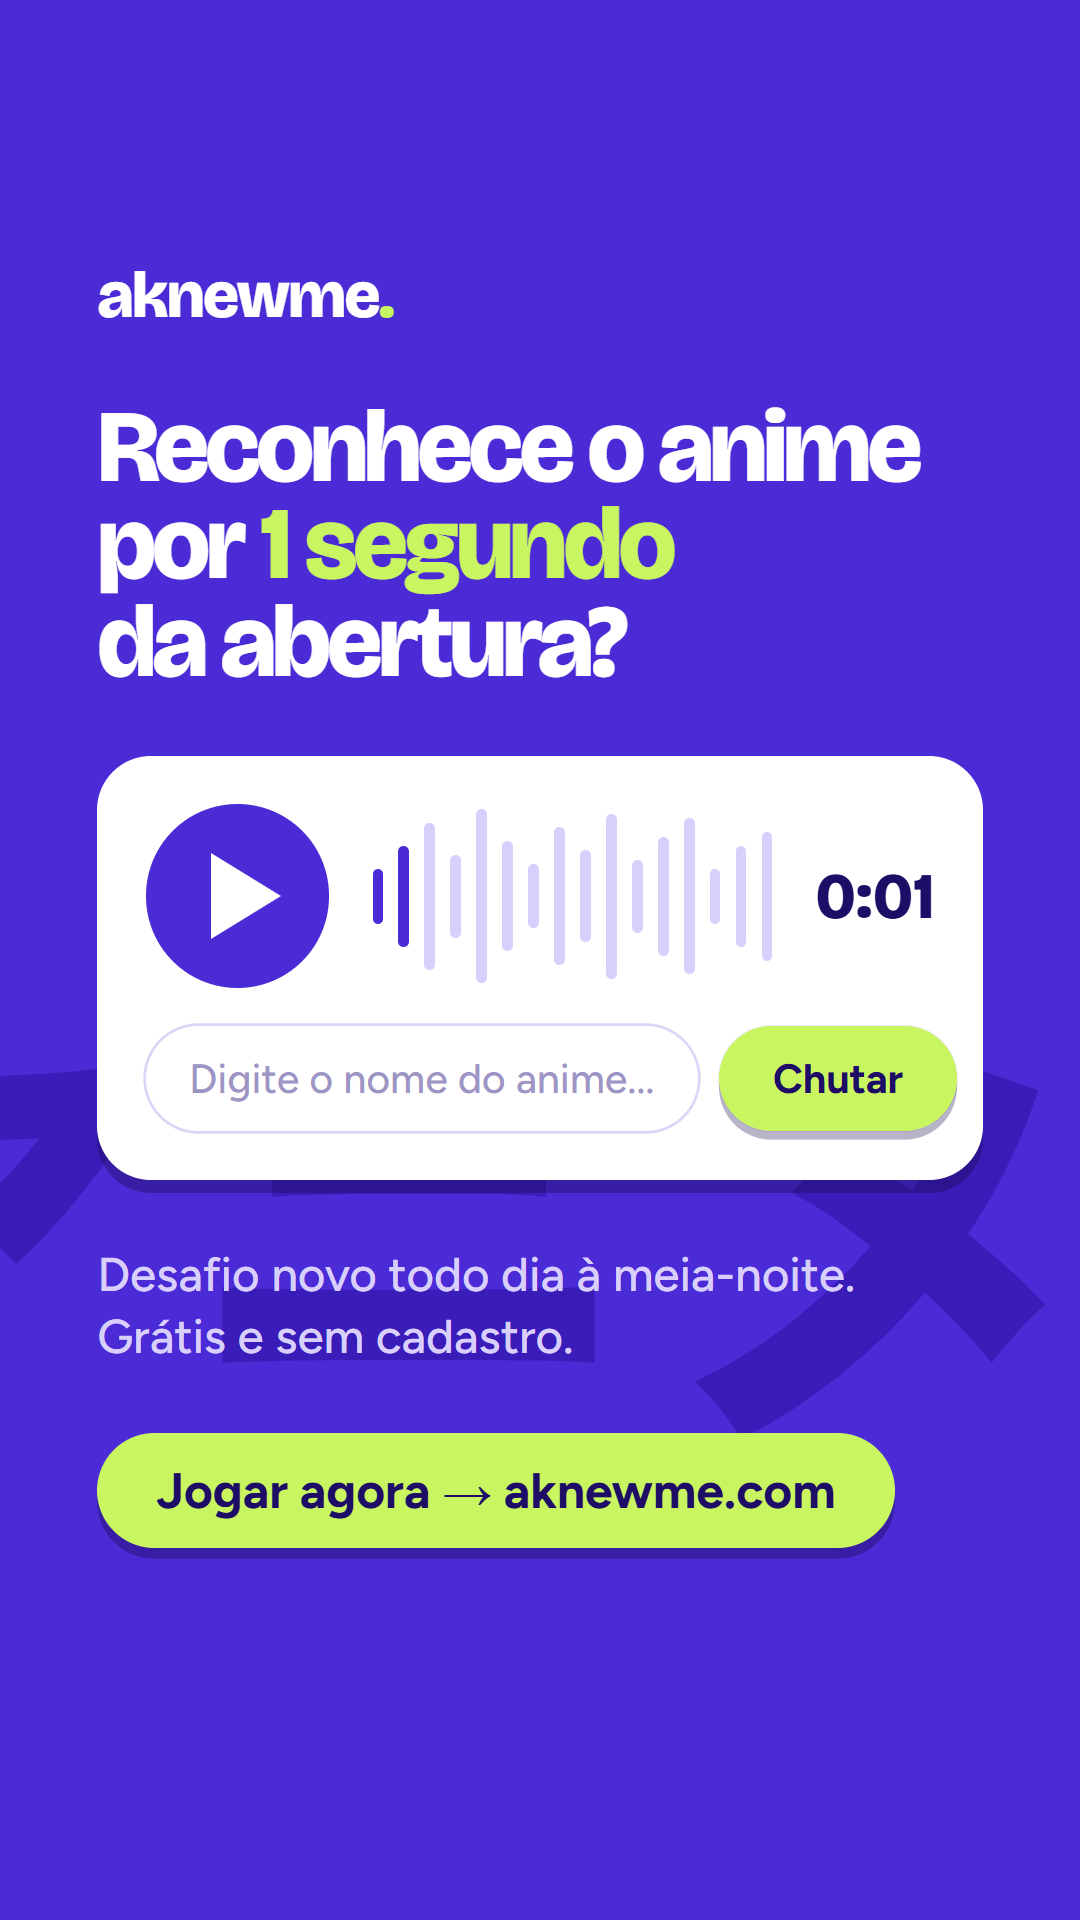 aknewme.
Reconhece o anime
por 1 segundo
da abertura?
0:01
Digite o nome do anime...
Chutar
Desafio novo todo dia à meia-noite.
Grátis e sem cadastro.
Jogar agora → aknewme.com